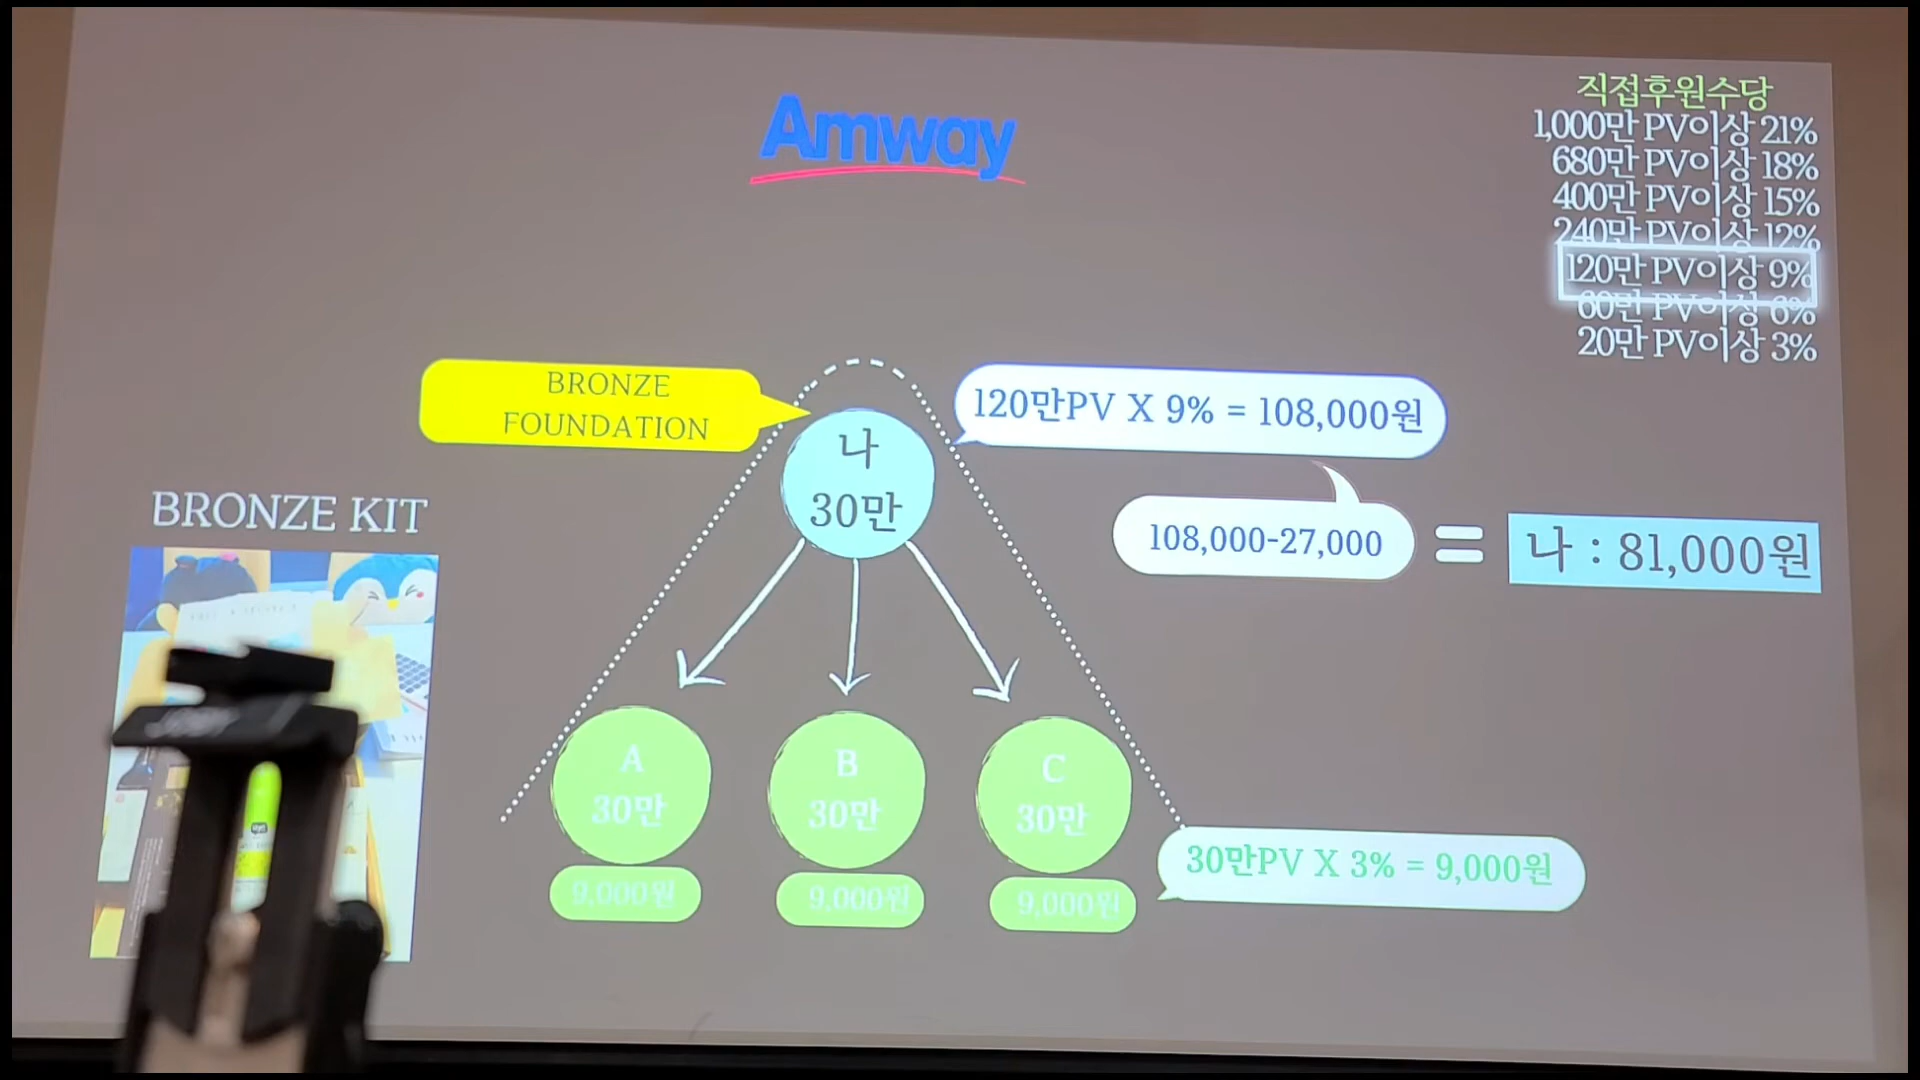 Amway
직접후원수당
1,000만 PV이상 21%
680만 PV이상 18%
400만 PV이상 15%
240만 PV이상 12%
120만 PV이상 9%
60만 PV이상 6%
20만 PV이상 3%
BRONZE
FOUNDATION
120만PV X 9% = 108,000원
나
30만
BRONZE KIT
108,000-27,000
=
나 : 81,000원
A
30만
B
30만
C
30만
30만PV X 3% = 9,000원
9,000원
9,000원
9,000원